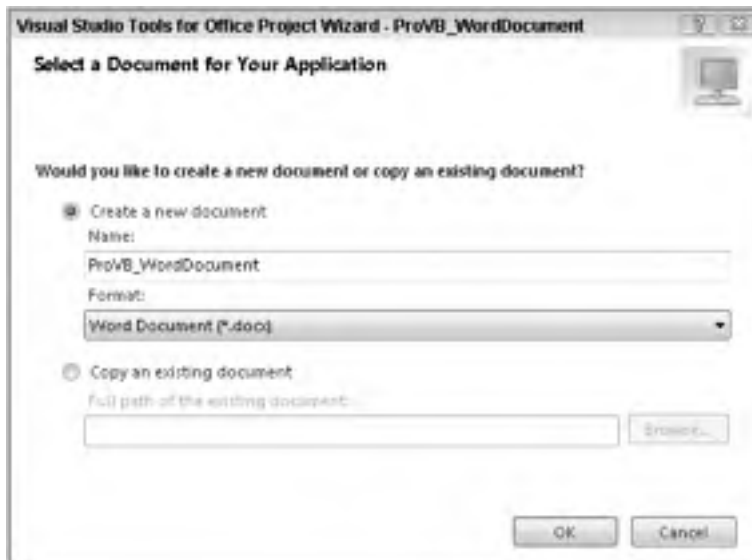 Visual Studio Tools for Office Project Wizard - ProVB_WordDocument
Select a Document for Your Application
Would you like to create a new document or copy an existing document?
Create a new document
Name:
ProVB_WordDocument
Format:
Word Document (*.docx)
Copy an existing document
Full path of the existing document:
Browse...
OK
Cancel